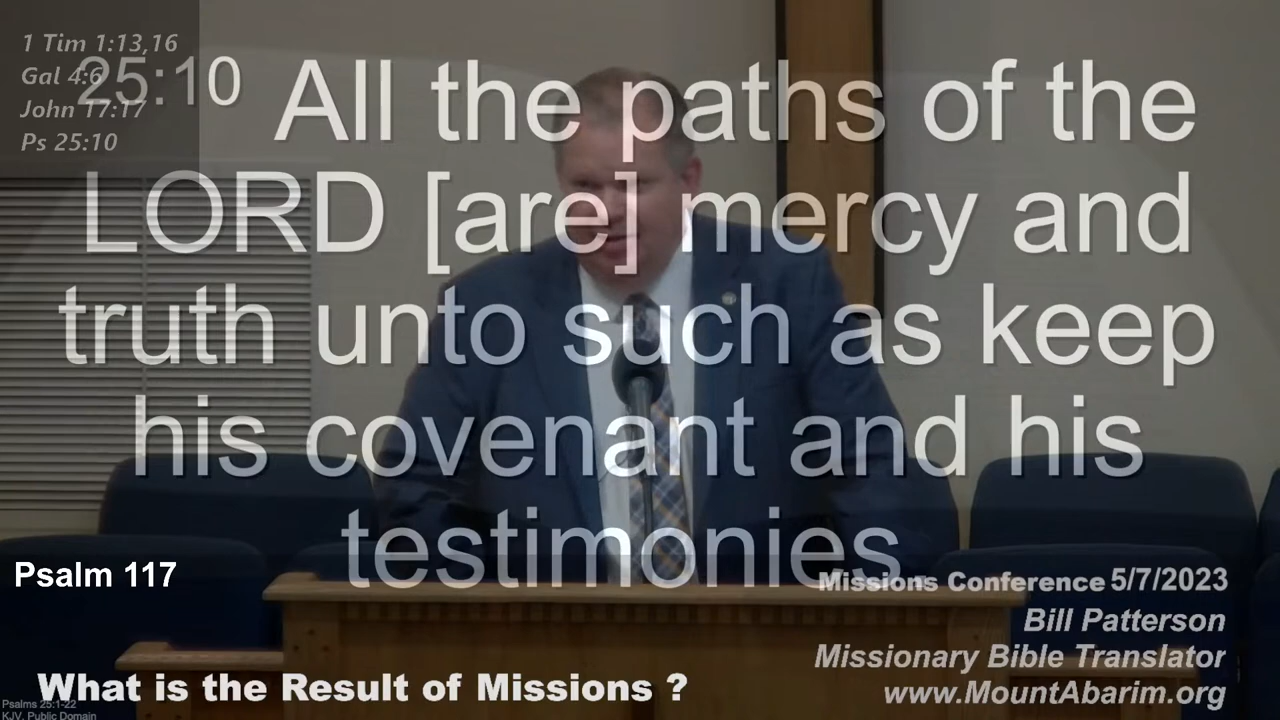 1 Tim 1:13,16
Gal 4:6
John 17:17
Ps 25:10
25:10 All the paths of the
LORD [are] mercy and
truth unto such as keep
his covenant and his
testimonies.
Psalm 117
Missions Conference 5/7/2023
Bill Patterson
Missionary Bible Translator
www.MountAbarim.org
What is the Result of Missions ?
Psalms 25:1-22
KJV, Public Domain